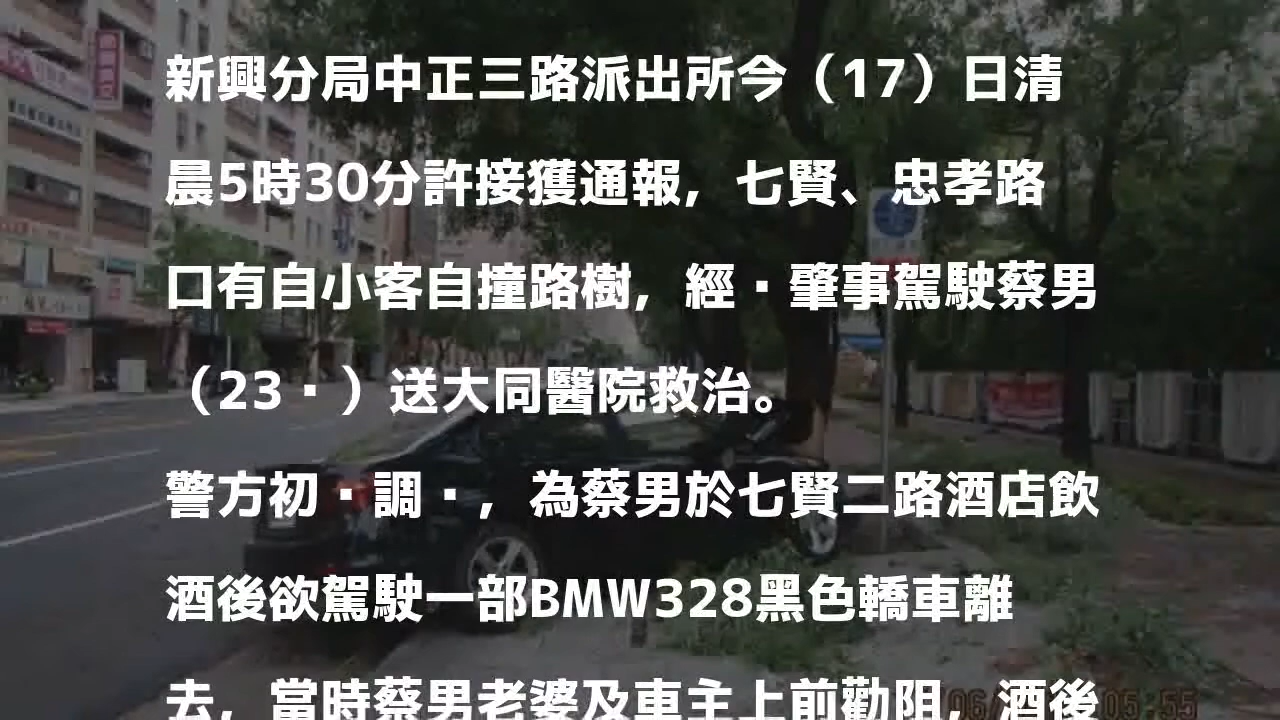 新興分局中正三路派出所今（17）日清
晨5時30分許接獲通報，七賢、忠孝路
口有自小客自撞路樹，經▪肇事駕駛蔡男
（23▪）送大同醫院救治。
警方初▪調▪，為蔡男於七賢二路酒店飲
酒後欲駕駛一部BMW328黑色轎車離
去，當時蔡男老婆及車主上前勸阻，酒後
05:55